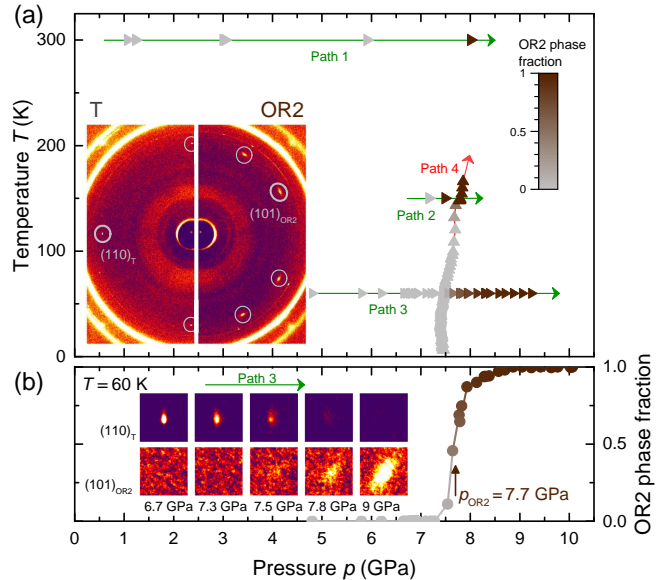 (a)
300
250
200
150
100
50
0
Temperature T (K)
Path 1
OR2 phase
fraction
1
0.5
0
T
OR2
(101)OR2
(110)T
Path 4
Path 2
Path 3
(b)
T = 60 K
Path 3
(110)T
(101)OR2
6.7 GPa 7.3 GPa 7.5 GPa 7.8 GPa 9 GPa
pOR2 = 7.7 GPa
1.0
0.5
0.0
OR2 phase fraction
0 1 2 3 4 5 6 7 8 9 10
Pressure p (GPa)